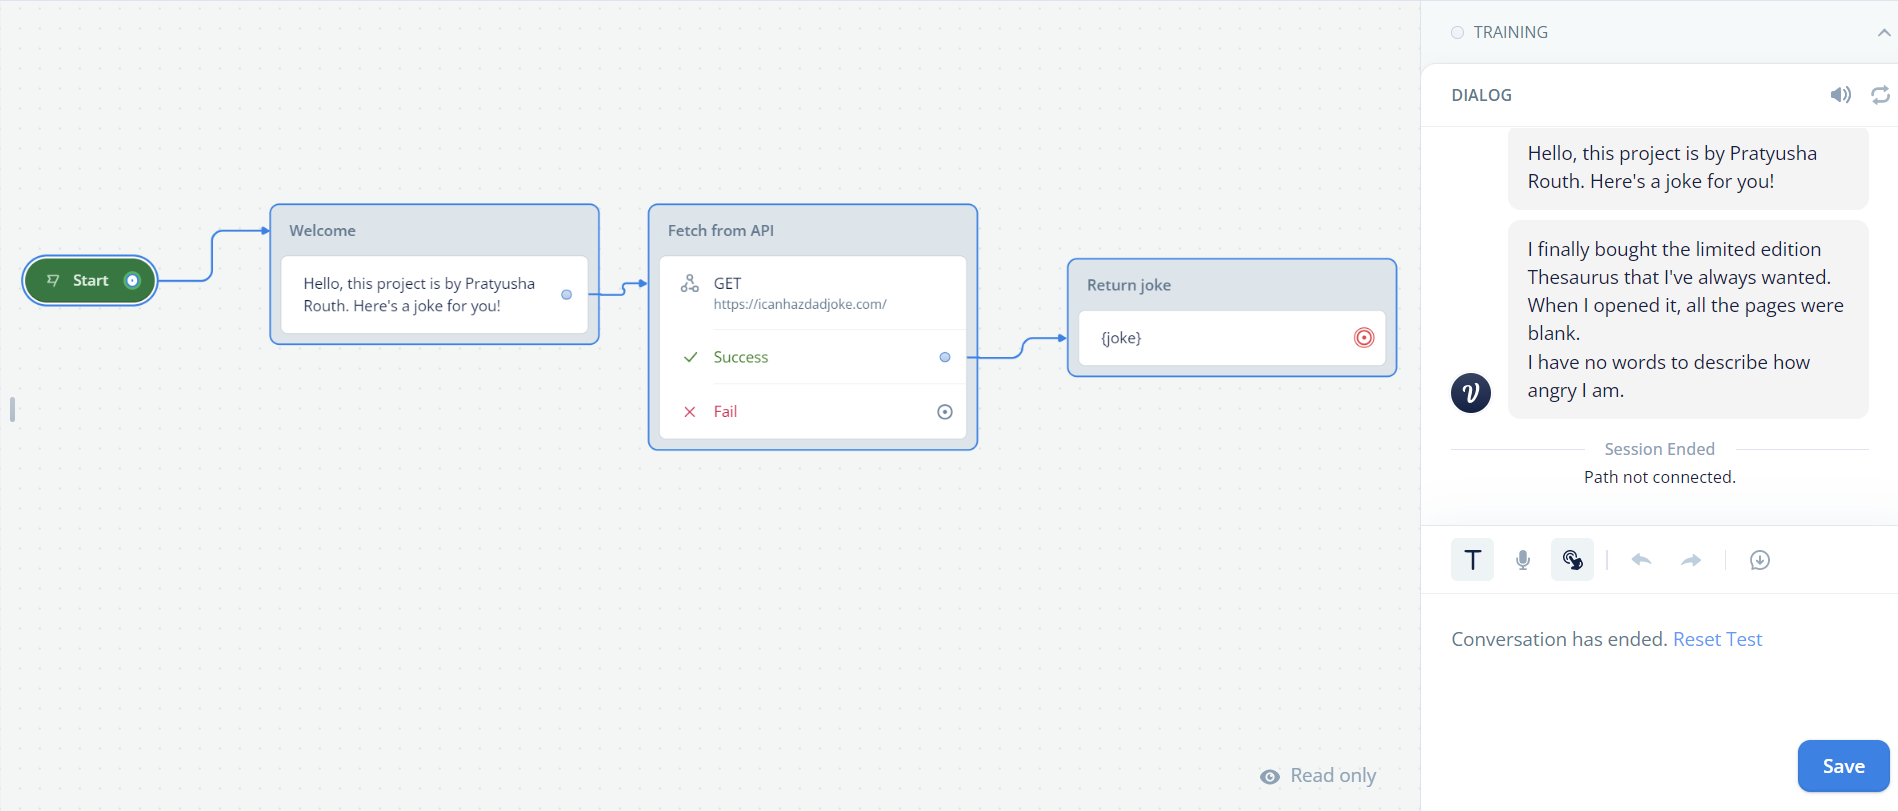 Start
Welcome
Hello, this project is by Pratyusha
Routh. Here's a joke for you!
Fetch from API
GET
https://icanhazdadjoke.com/
Success
Fail
Return joke
{joke}
Read only
TRAINING
DIALOG
Hello, this project is by Pratyusha
Routh. Here's a joke for you!
I finally bought the limited edition
Thesaurus that I've always wanted.
When I opened it, all the pages were
blank.
I have no words to describe how
angry I am.
V
Session Ended
Path not connected.
T
Conversation has ended. Reset Test
Save